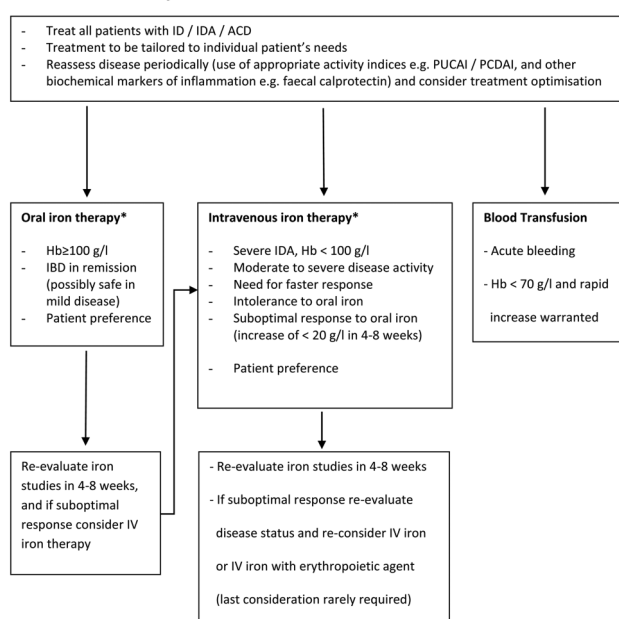 - Treat all patients with ID / IDA / ACD
- Treatment to be tailored to individual patient's needs
- Reassess disease periodically (use of appropriate activity indices e.g. PUCAI / PCDAI, and other
biochemical markers of inflammation e.g. faecal calprotectin) and consider treatment optimisation
Oral iron therapy*
- Hb≥100 g/l
- IBD in remission
(possibly safe in
mild disease)
- Patient preference
Intravenous iron therapy*
- Severe IDA, Hb < 100 g/l
- Moderate to severe disease activity
- Need for faster response
- Intolerance to oral iron
- Suboptimal response to oral iron
(increase of < 20 g/l in 4-8 weeks)
- Patient preference
Blood Transfusion
- Acute bleeding
- Hb < 70 g/l and rapid
increase warranted
Re-evaluate iron
studies in 4-8 weeks,
and if suboptimal
response consider IV
iron therapy
- Re-evaluate iron studies in 4-8 weeks
- If suboptimal response re-evaluate
disease status and re-consider IV iron
or IV iron with erythropoietic agent
(last consideration rarely required)